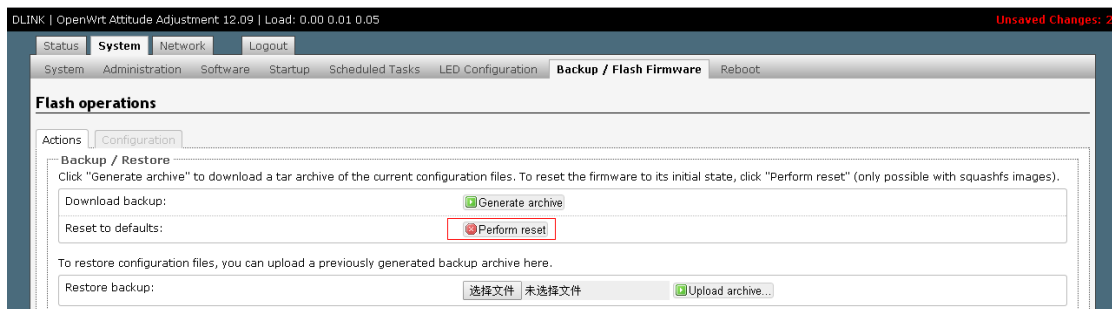 DLINK | OpenWrt Attitude Adjustment 12.09 | Load: 0.00 0.01 0.05 Unsaved Changes: 2
Status System Network Logout
System Administration Software Startup Scheduled Tasks LED Configuration Backup / Flash Firmware Reboot
Flash operations
Actions Configuration
Backup / Restore
Click "Generate archive" to download a tar archive of the current configuration files. To reset the firmware to its initial state, click "Perform reset" (only possible with squashfs images).
Download backup: Generate archive
Reset to defaults: Perform reset
To restore configuration files, you can upload a previously generated backup archive here.
Restore backup: 选择文件 未选择文件 Upload archive...